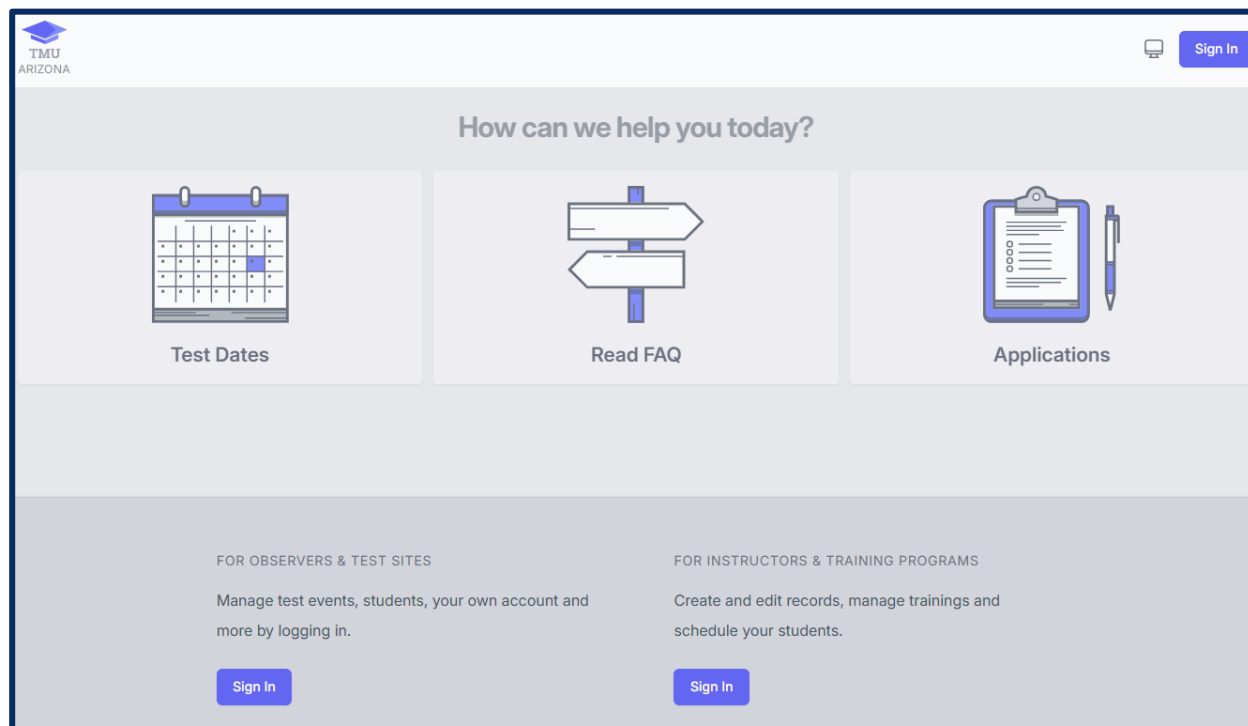 TMU
ARIZONA
Sign In
How can we help you today?
Test Dates
Read FAQ
Applications
FOR OBSERVERS & TEST SITES
Manage test events, students, your own account and
more by logging in.
Sign In
FOR INSTRUCTORS & TRAINING PROGRAMS
Create and edit records, manage trainings and
schedule your students.
Sign In